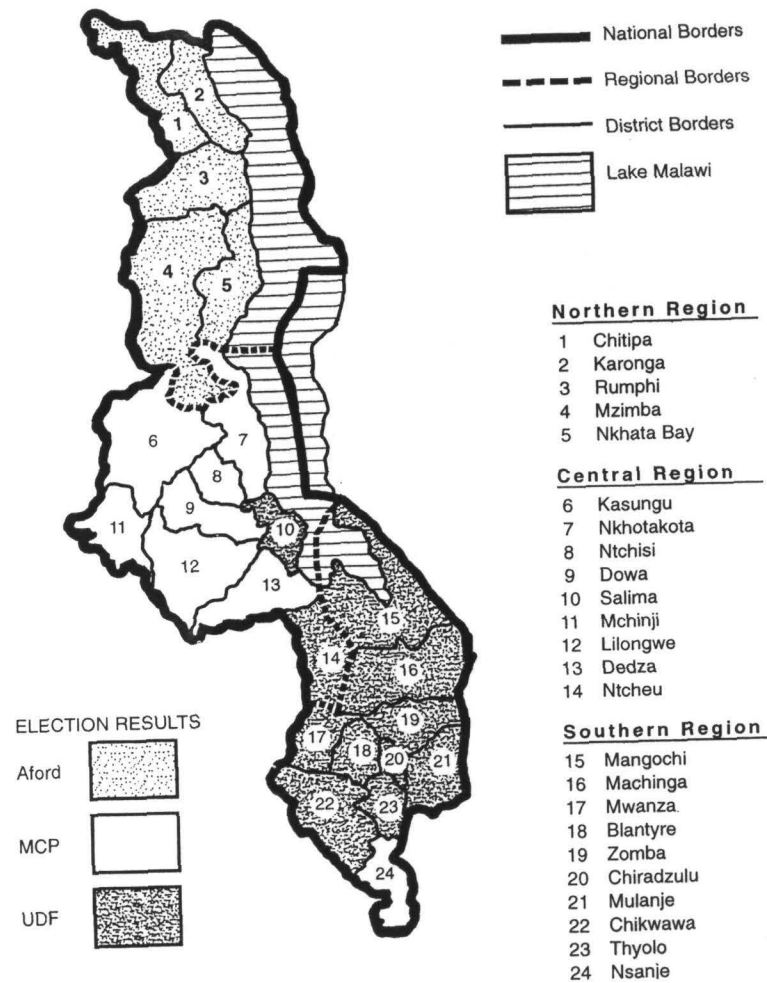 National Borders
Regional Borders
District Borders
Lake Malawi
Northern Region
1 Chitipa
2 Karonga
3 Rumphi
4 Mzimba
5 Nkhata Bay
Central Region
6 Kasungu
7 Nkhotakota
8 Ntchisi
9 Dowa
10 Salima
11 Mchinji
12 Lilongwe
13 Dedza
14 Ntcheu
Southern Region
15 Mangochi
16 Machinga
17 Mwanza.
18 Blantyre
19 Zomba
20 Chiradzulu
21 Mulanje
22 Chikwawa
23 Thyolo
24 Nsanje
ELECTION RESULTS
Aford
MCP
UDF
2
1
3
4
5
6
7
8
9
10
11
12
13
15
14
16
19
17
18
20
21
22
23
24